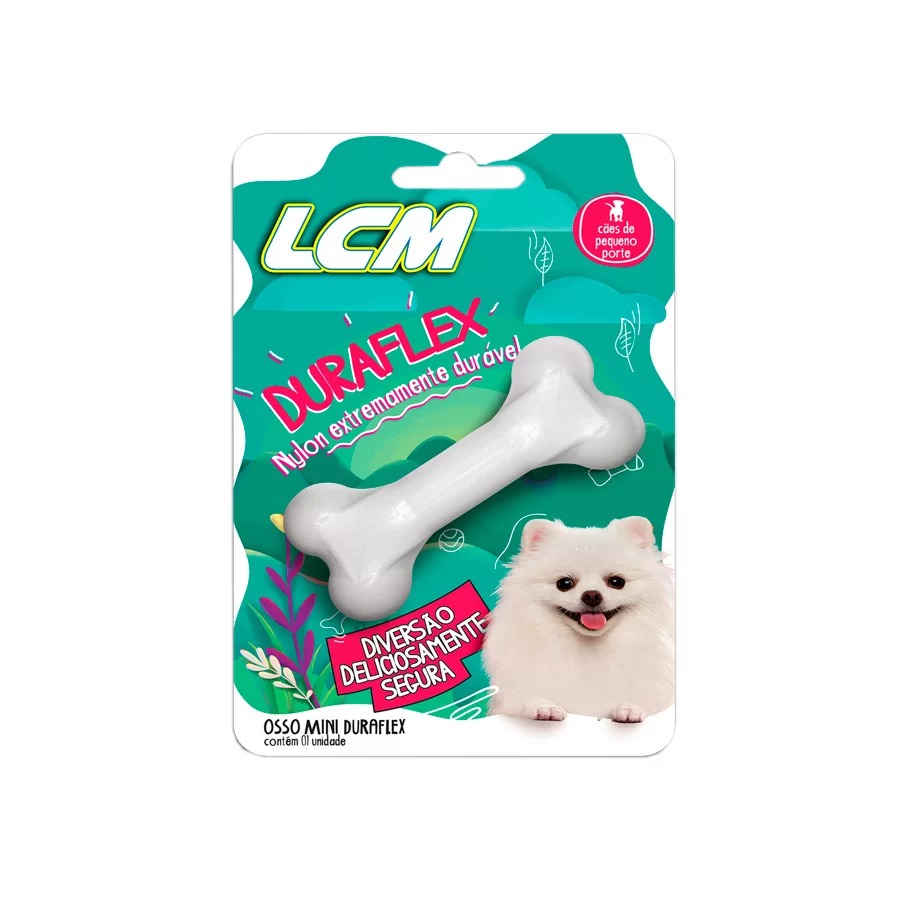 LCM
cães de
pequeno
porte
DURAFLEX
Nylon extremamente durável
DIVERSÃO
DELICIOSAMENTE
SEGURA
OSSO MINI DURAFLEX
contém 01 unidade